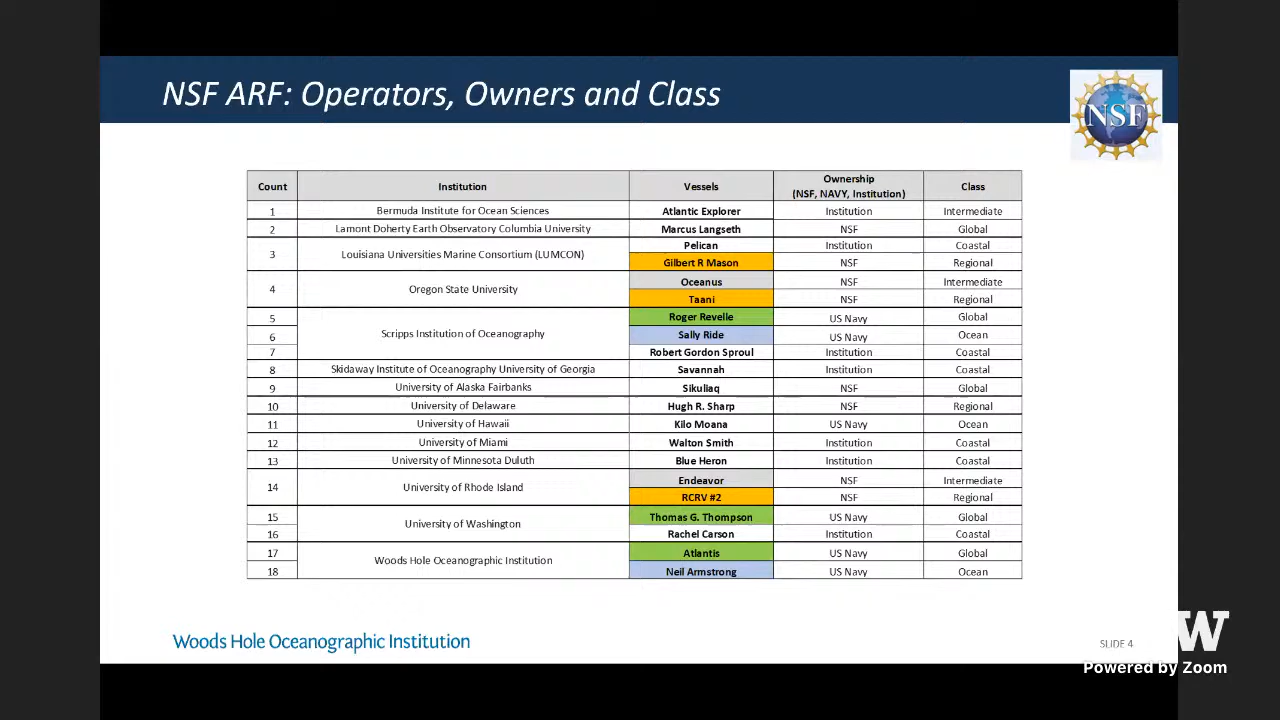 NSF ARF: Operators, Owners and Class
NSF
Count Institution Vessels Ownership (NSF, NAVY, Institution) Class
1 Bermuda Institute for Ocean Sciences Atlantic Explorer Institution Intermediate
2 Lamont Doherty Earth Observatory Columbia University Marcus Langseth NSF Global
3 Louisiana Universities Marine Consortium (LUMCON) Pelican Institution Coastal
Gilbert R Mason NSF Regional
4 Oregon State University Oceanus NSF Intermediate
Taani NSF Regional
5 Scripps Institution of Oceanography Roger Revelle US Navy Global
6 Sally Ride US Navy Ocean
7 Robert Gordon Sproul Institution Coastal
8 Skidaway Institute of Oceanography University of Georgia Savannah Institution Coastal
9 University of Alaska Fairbanks Sikuliaq NSF Global
10 University of Delaware Hugh R. Sharp NSF Regional
11 University of Hawaii Kilo Moana US Navy Ocean
12 University of Miami Walton Smith Institution Coastal
13 University of Minnesota Duluth Blue Heron Institution Coastal
14 University of Rhode Island Endeavor NSF Intermediate
RCRV #2 NSF Regional
15 University of Washington Thomas G. Thompson US Navy Global
16 Rachel Carson Institution Coastal
17 Woods Hole Oceanographic Institution Atlantis US Navy Global
18 Neil Armstrong US Navy Ocean
Woods Hole Oceanographic Institution
SLIDE 4
W
Powered by Zoom